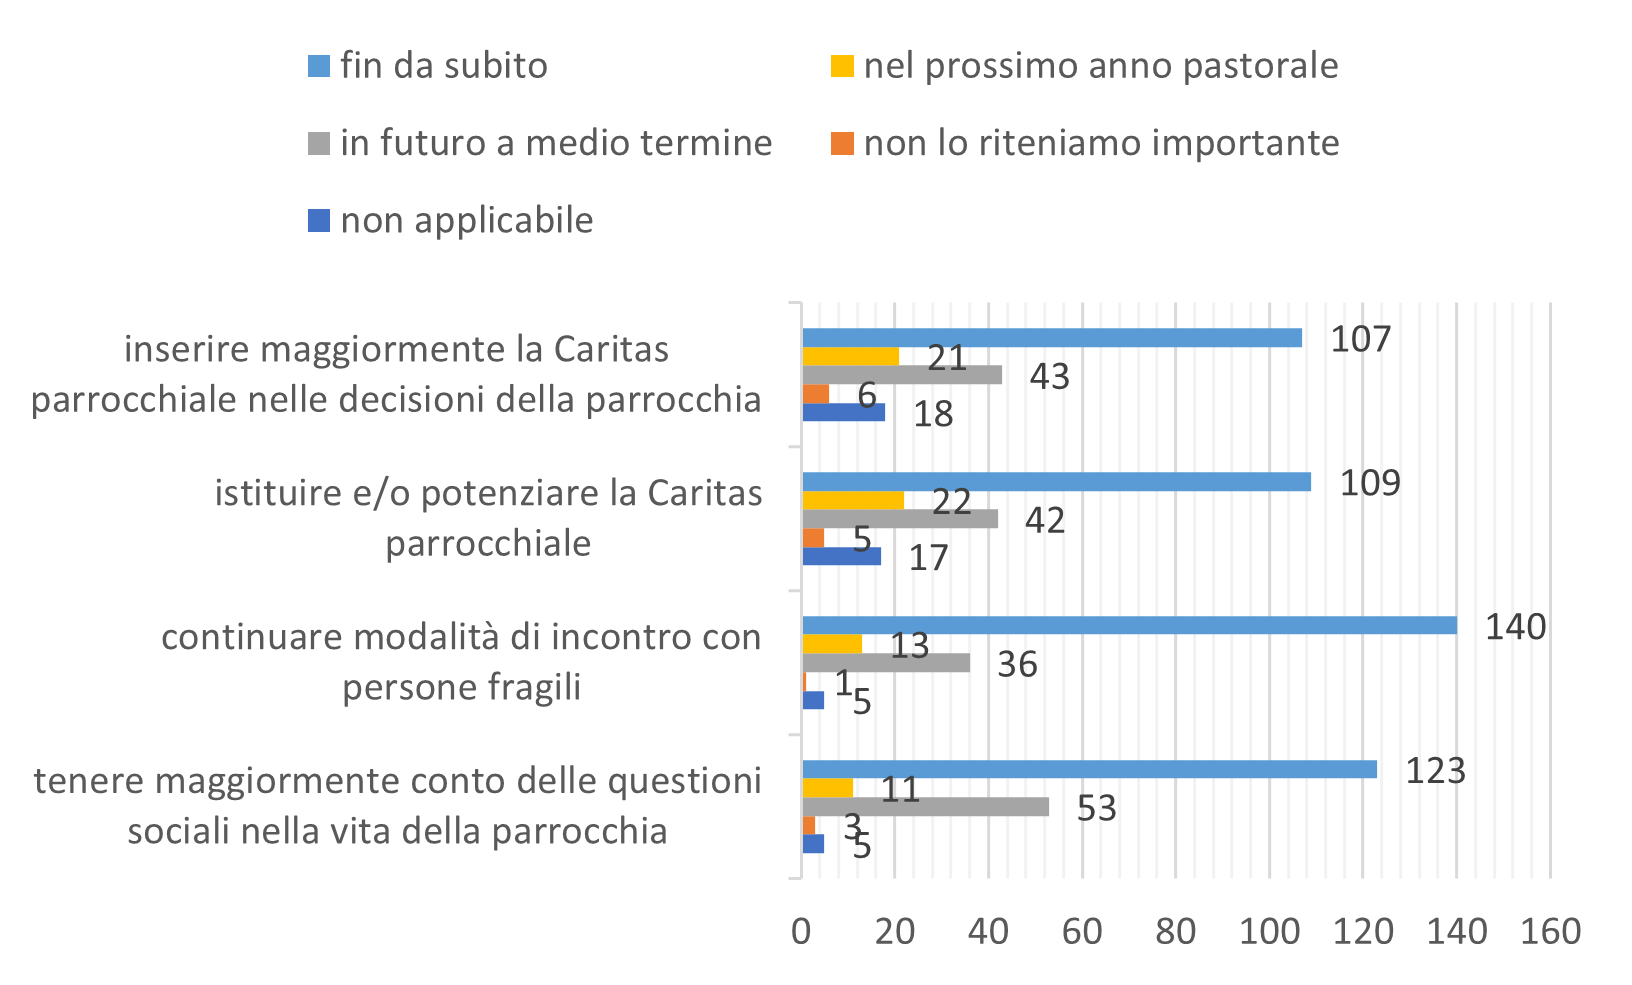 fin da subito
nel prossimo anno pastorale
in futuro a medio termine
non lo riteniamo importante
non applicabile
inserire maggiormente la Caritas
parrocchiale nelle decisioni della parrocchia
107
21
43
6
18
istituire e/o potenziare la Caritas
parrocchiale
109
22
42
5
17
continuare modalità di incontro con
persone fragili
140
13
36
1
5
tenere maggiormente conto delle questioni
sociali nella vita della parrocchia
123
11
53
3
5
0 20 40 60 80 100 120 140 160